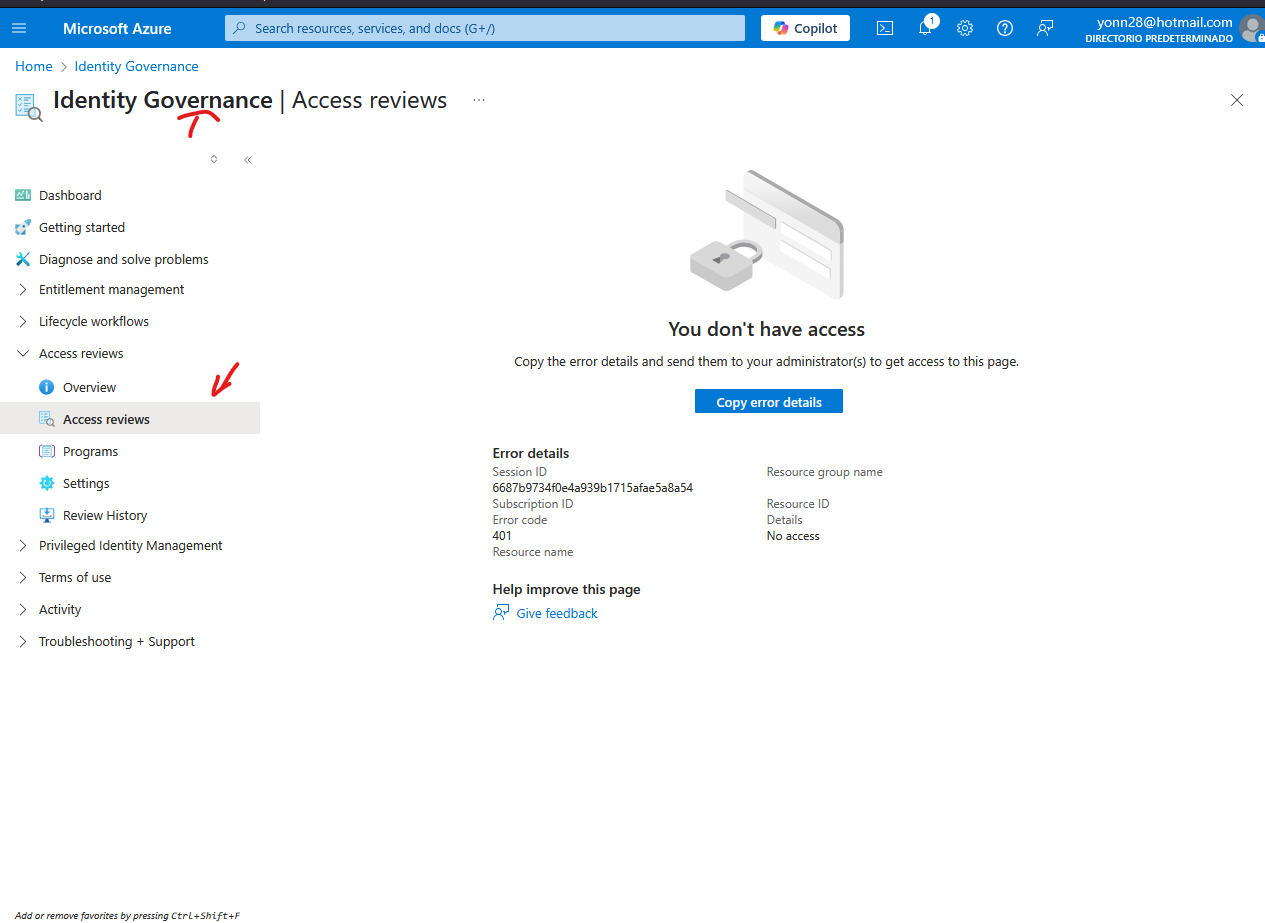 Microsoft Azure
Search resources, services, and docs (G+/)
Copilot
1
yonn28@hotmail.com
DIRECTORIO PREDETERMINADO
Home > Identity Governance
Identity Governance | Access reviews ...
Dashboard
Getting started
Diagnose and solve problems
Entitlement management
Lifecycle workflows
Access reviews
Overview
Access reviews
Programs
Settings
Review History
Privileged Identity Management
Terms of use
Activity
Troubleshooting + Support
You don't have access
Copy the error details and send them to your administrator(s) to get access to this page.
Copy error details
Error details
Session ID
6687b9734f0e4a939b1715afae5a8a54
Subscription ID
Error code
401
Resource name
Resource group name
Resource ID
Details
No access
Help improve this page
Give feedback
Add or remove favorites by pressing Ctrl+Shift+F